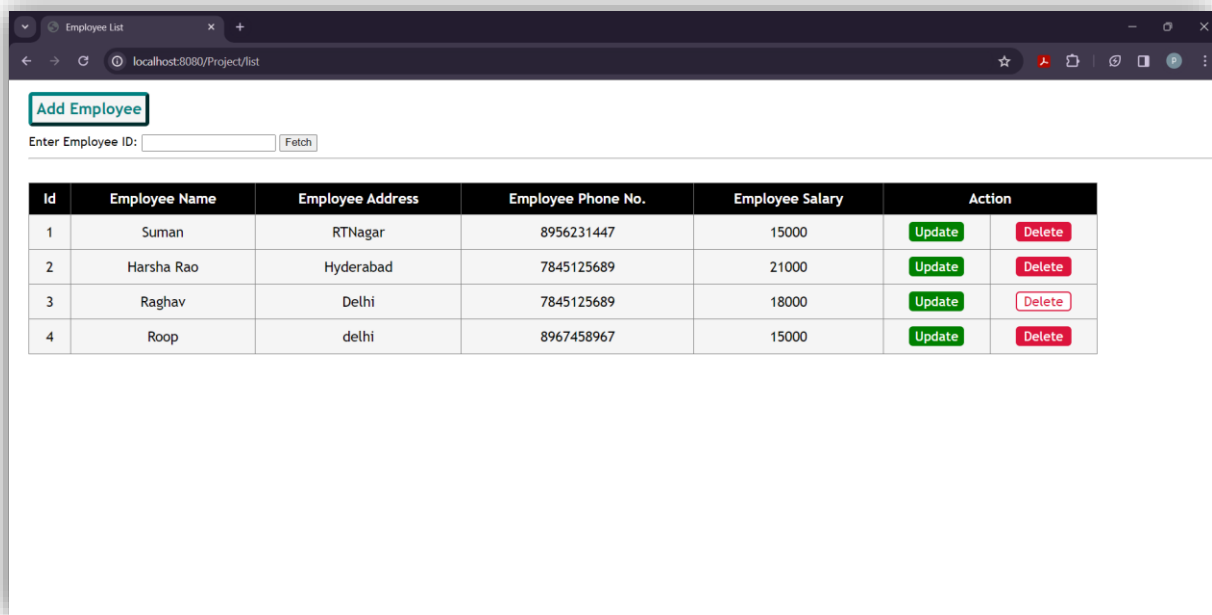 Employee List
localhost:8080/Project/list
P
Add Employee
Enter Employee ID: Fetch
Id Employee Name Employee Address Employee Phone No. Employee Salary Action
1 Suman RTNagar 8956231447 15000 Update Delete
2 Harsha Rao Hyderabad 7845125689 21000 Update Delete
3 Raghav Delhi 7845125689 18000 Update Delete
4 Roop delhi 8967458967 15000 Update Delete